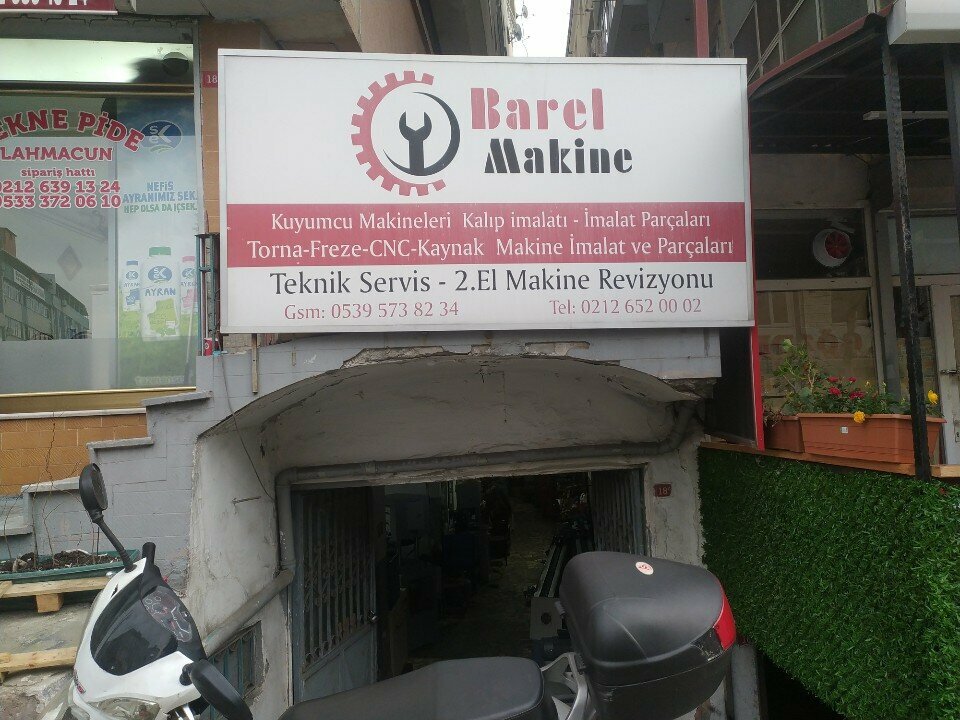 EKNE PİDE
LAHMACUN
sipariş hattı
0212 639 13 24
0533 372 06 10
SEK
NEFİS
AYRANIMIZ SEK,
HEP OLSA DA İÇSEK.
AYRAN
18
Barel
Makine
Kuyumcu Makineleri Kalıp imalatı - İmalat Parçaları
Torna-Freze-CNC-Kaynak Makine İmalat ve Parçaları
Teknik Servis - 2.El Makine Revizyonu
Gsm: 0539 573 82 34 Tel: 0212 652 00 02
18